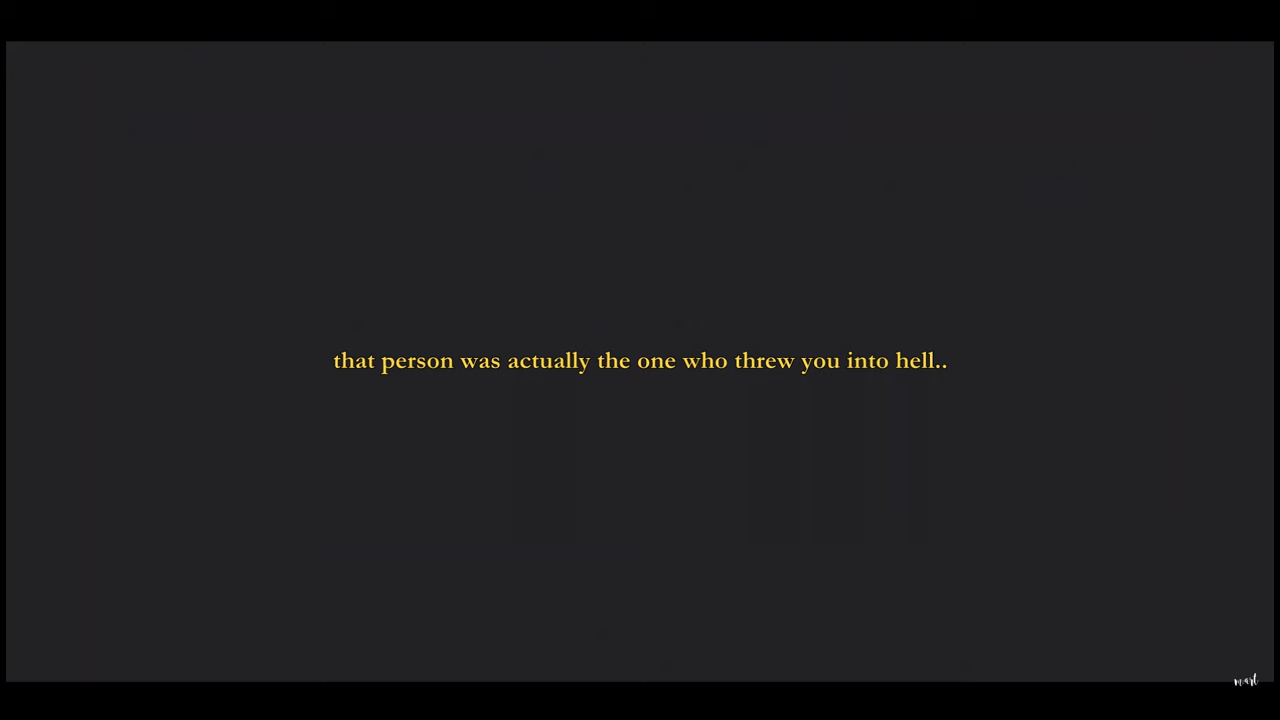 that person was actually the one who threw you into hell..